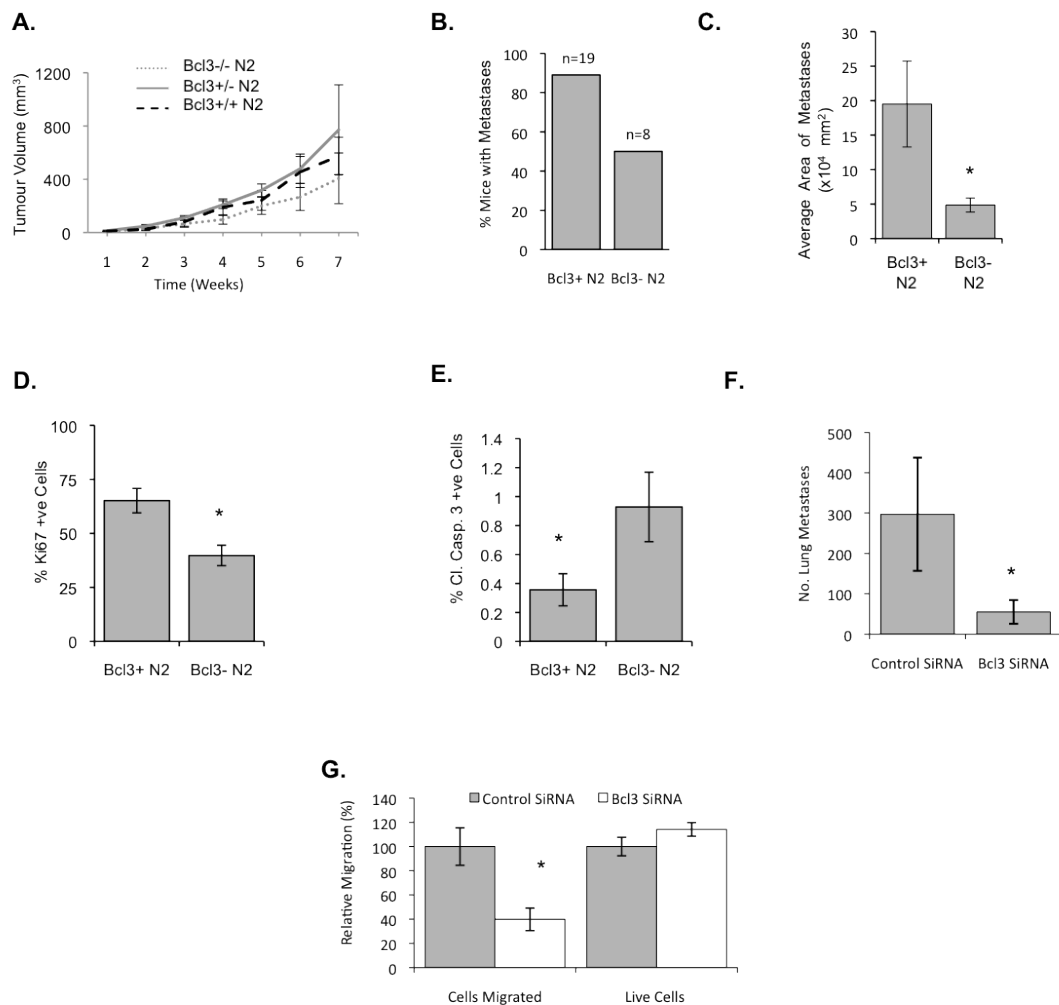 A.
Bcl3-/- N2
Bcl3+/- N2
Bcl3+/+ N2
Tumour Volume (mm³)
1200
800
400
0
1 2 3 4 5 6 7
Time (Weeks)
B.
% Mice with Metastases
100
80
60
40
20
0
n=19
n=8
Bcl3+ N2 Bcl3- N2
C.
Average Area of Metastases
(x10⁴ mm²)
30
25
20
15
10
5
0
*
Bcl3+ Bcl3-
N2 N2
D.
% Ki67 +ve Cells
100
75
50
25
0
*
Bcl3+ N2 Bcl3- N2
E.
% Cl. Casp. 3 +ve Cells
1.4
1.2
1
0.8
0.6
0.4
0.2
0
*
Bcl3+ N2 Bcl3- N2
F.
No. Lung Metastases
500
400
300
200
100
0
*
Control SiRNA Bcl3 SiRNA
G.
Control SiRNA Bcl3 SiRNA
Relative Migration (%)
140
120
100
80
60
40
20
0
*
Cells Migrated Live Cells